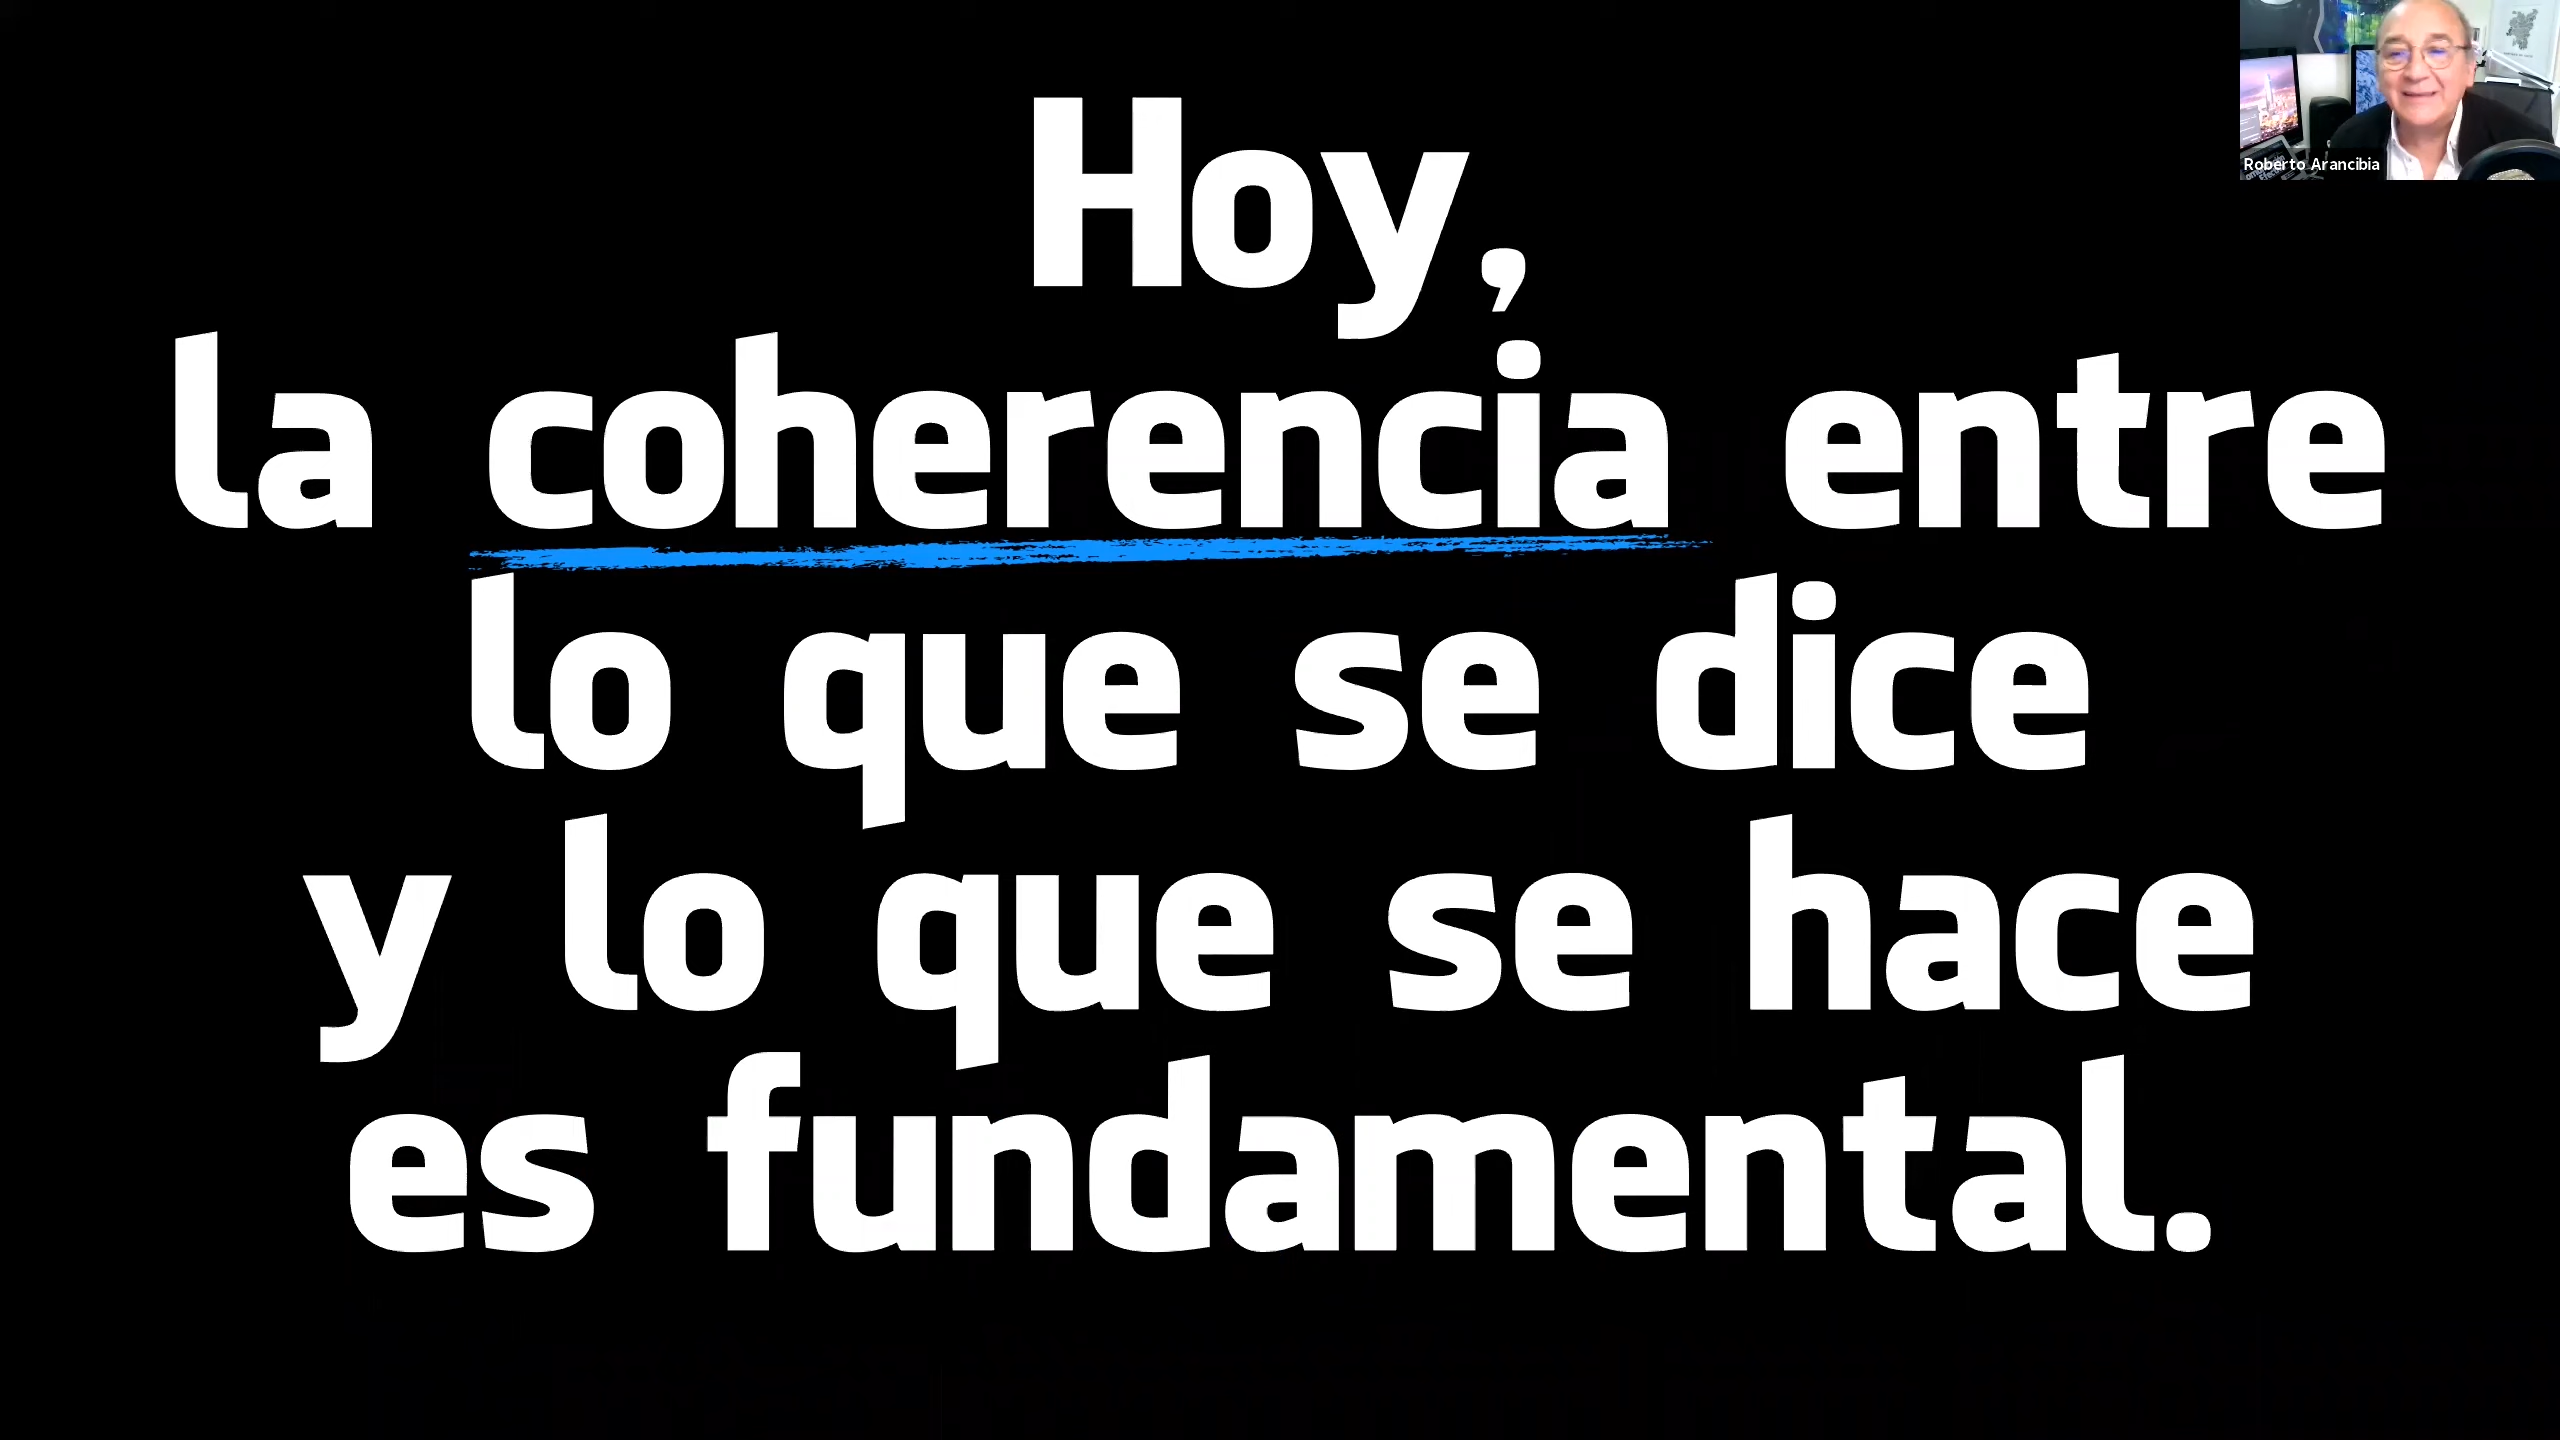 Hoy,
la coherencia entre
lo que se dice
y lo que se hace
es fundamental.
Roberto Arancibia